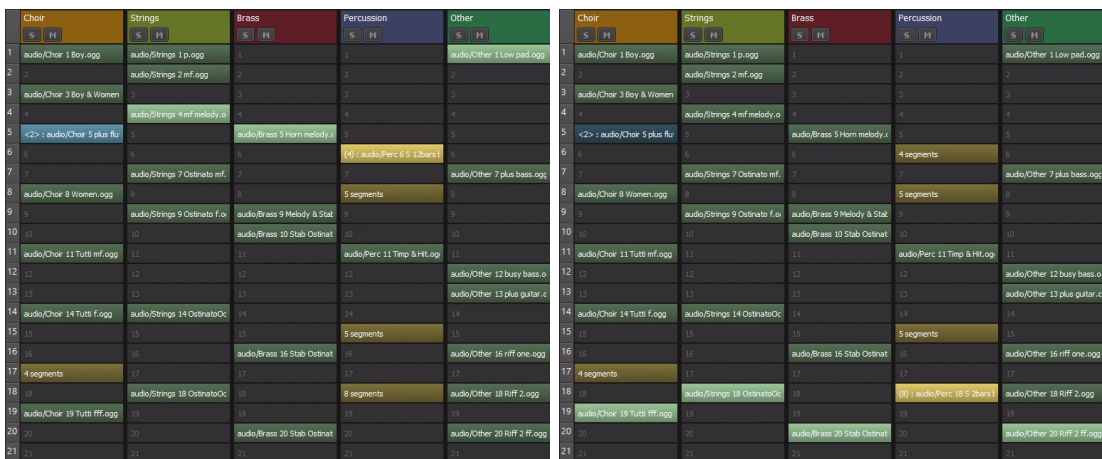 Choir Strings Brass Percussion Other
S M S M S M S M S M
1 audio/Choir 1 Boy.ogg audio/Strings 1 p.ogg 1 1 audio/Other 1 Low pad.ogg
2 2 audio/Strings 2 mf.ogg 2 2 2
3 audio/Choir 3 Boy & Women 3 3 3 3
4 4 audio/Strings 4 mf melody.o 4 4 4
5 <2> : audio/Choir 5 plus flu 5 audio/Brass 5 Horn melody.c 5 5
6 6 6 6 {4} : audio/Perc 6 S 12bars b 6
7 7 audio/Strings 7 Ostinato mf. 7 7 audio/Other 7 plus bass.ogg
8 audio/Choir 8 Women.ogg 8 8 5 segments 8
9 9 audio/Strings 9 Ostinato f.o audio/Brass 9 Melody & Stab 9 9
10 10 10 audio/Brass 10 Stab Ostinat 10 10
11 audio/Choir 11 Tutti mf.ogg 11 11 audio/Perc 11 Timp & Hit.og 11
12 12 12 12 12 audio/Other 12 busy bass.o
13 13 13 13 13 audio/Other 13 plus guitar.c
14 audio/Choir 14 Tutti f.ogg audio/Strings 14 OstinatoOc 14 14 14
15 15 15 15 5 segments 15
16 16 16 audio/Brass 16 Stab Ostinat 16 audio/Other 16 riff one.ogg
17 4 segments 17 17 17 17
18 18 audio/Strings 18 OstinatoOc 18 8 segments audio/Other 18 Riff 2.ogg
19 audio/Choir 19 Tutti fff.ogg 19 19 19 19
20 20 20 audio/Brass 20 Stab Ostinat 20 audio/Other 20 Riff 2 ff.ogg
21 21 21 21 21 21
Choir Strings Brass Percussion Other
S M S M S M S M S M
1 audio/Choir 1 Boy.ogg audio/Strings 1 p.ogg 1 1 audio/Other 1 Low pad.ogg
2 2 audio/Strings 2 mf.ogg 2 2 2
3 audio/Choir 3 Boy & Women 3 3 3 3
4 4 audio/Strings 4 mf melody.o 4 4 4
5 <2> : audio/Choir 5 plus flu 5 audio/Brass 5 Horn melody.c 5 5
6 6 6 6 4 segments 6
7 7 audio/Strings 7 Ostinato mf. 7 7 audio/Other 7 plus bass.ogg
8 audio/Choir 8 Women.ogg 8 8 5 segments 8
9 9 audio/Strings 9 Ostinato f.o audio/Brass 9 Melody & Stab 9 9
10 10 10 audio/Brass 10 Stab Ostinat 10 10
11 audio/Choir 11 Tutti mf.ogg 11 11 audio/Perc 11 Timp & Hit.og 11
12 12 12 12 12 audio/Other 12 busy bass.o
13 13 13 13 13 audio/Other 13 plus guitar.c
14 audio/Choir 14 Tutti f.ogg audio/Strings 14 OstinatoOc 14 14 14
15 15 15 15 5 segments 15
16 16 16 audio/Brass 16 Stab Ostinat 16 audio/Other 16 riff one.ogg
17 4 segments 17 17 17 17
18 18 audio/Strings 18 OstinatoOc 18 {8} : audio/Perc 18 S 2bars l audio/Other 18 Riff 2.ogg
19 audio/Choir 19 Tutti fff.ogg 19 19 19 19
20 20 20 audio/Brass 20 Stab Ostinat 20 audio/Other 20 Riff 2 ff.ogg
21 21 21 21 21 21